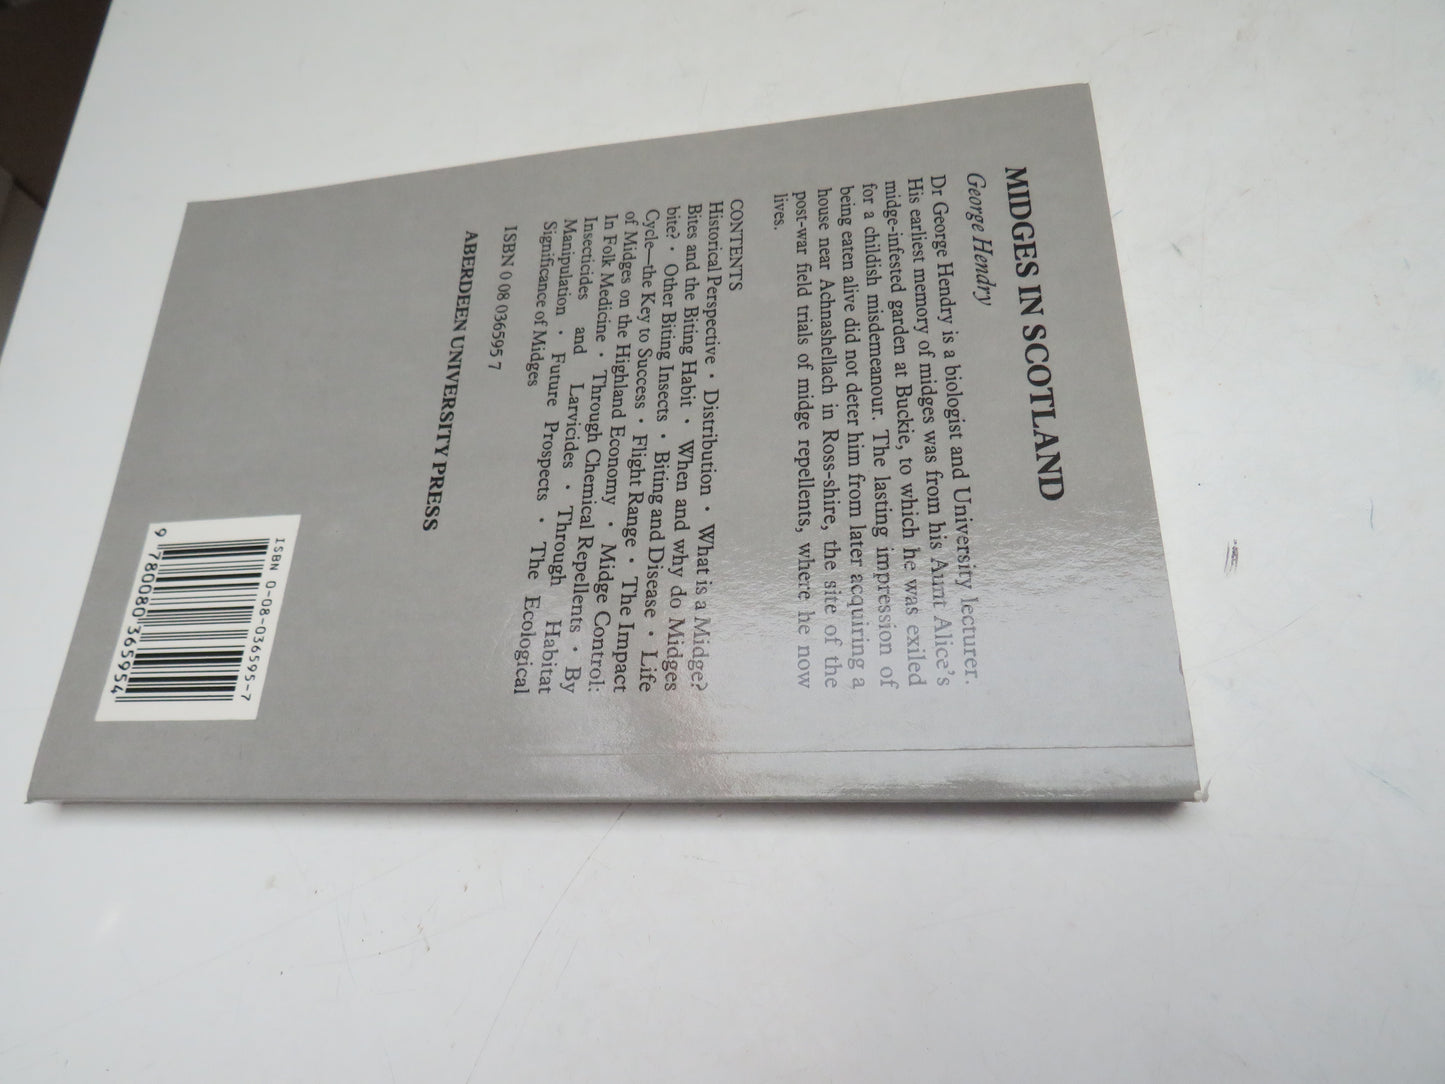 MIDGES IN SCOTLAND
George Hendry
Dr George Hendry is a biologist and University lecturer.
His earliest memory of midges was from his Aunt Alice's
midge-infested garden at Buckie, to which he was exiled
for a childish misdemeanour. The lasting impression of
being eaten alive did not deter him from later acquiring a
house near Achnashellach in Ross-shire, the site of the
post-war field trials of midge repellents, where he now
lives.
CONTENTS
Historical Perspective • Distribution • What is a Midge?
Bites and the Biting Habit • When and why do Midges
bite? • Other Biting Insects • Biting and Disease • Life
Cycle—the Key to Success • Flight Range • The Impact
of Midges on the Highland Economy • Midge Control:
In Folk Medicine • Through Chemical Repellents • By
Insecticides and Larvicides • Through Habitat
Manipulation • Future Prospects • The Ecological
Significance of Midges
ISBN 0 08 036595 7
ABERDEEN UNIVERSITY PRESS
ISBN 0-08-036595-7
9 780080 365954